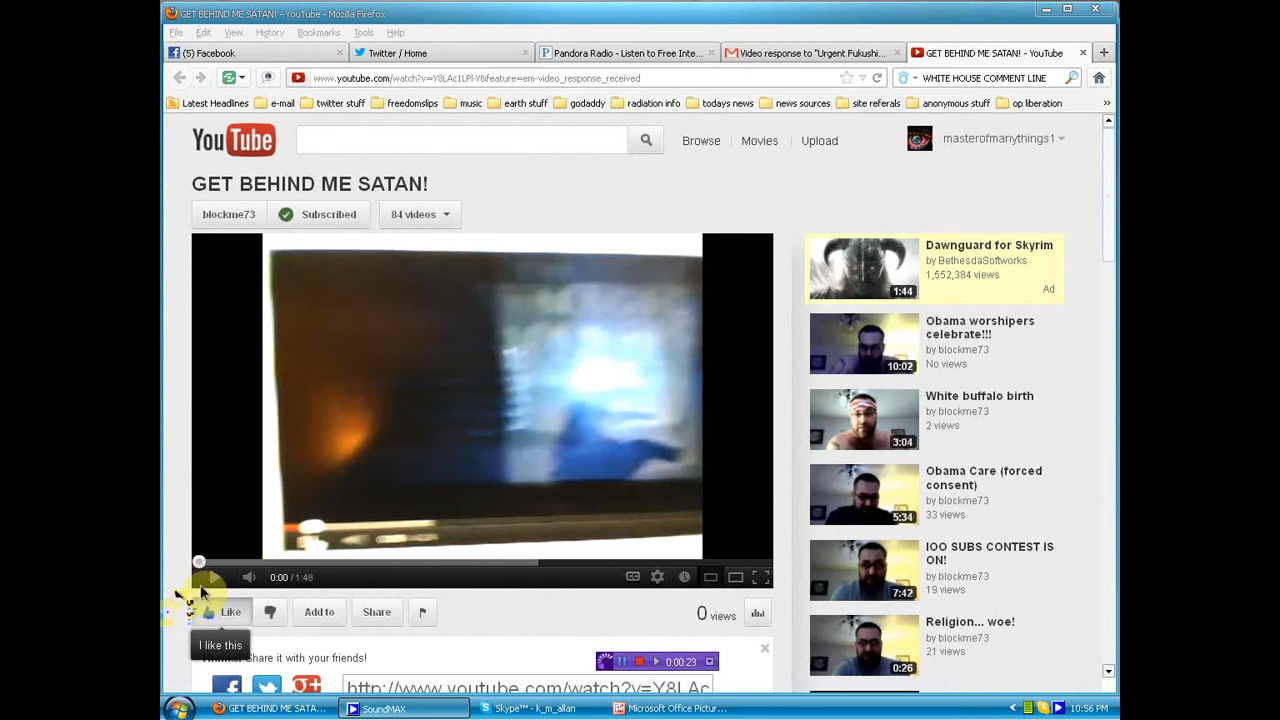 GET BEHIND ME SATAN! - YouTube - Mozilla Firefox
File Edit View History Bookmarks Tools Help
(5) Facebook × Twitter / Home × Pandora Radio - Listen to Free Inte... × Video response to "Urgent Fukushi... × GET BEHIND ME SATAN! - YouTube × +
www.youtube.com/watch?v=Y8LAc1LPl-Y&feature=em-video_response_received WHITE HOUSE COMMENT LINE
Latest Headlines e-mail twitter stuff freedomslips music earth stuff godaddy radiation info todays news news sources site referals anonymous stuff op liberation »
YouTube Browse Movies Upload masterofmanythings1
GET BEHIND ME SATAN!
blockme73 Subscribed 84 videos
Dawnguard for Skyrim
by BethesdaSoftworks
1,552,384 views
1:44 Ad
Obama worshipers
celebrate!!!
by blockme73
No views
10:02
White buffalo birth
by blockme73
2 views
3:04
Obama Care (forced
consent)
by blockme73
33 views
5:34
IOO SUBS CONTEST IS
ON!
by blockme73
19 views
7:42
Religion... woe!
by blockme73
21 views
0:26
0:00 / 1:48 CC
Like Add to Share 0 views
I like this
Share it with your friends!
0:00:23
http://www.youtube.com/watch?v=Y8LAc
GET BEHIND ME SATA... SoundMAX Skype™ - k_m_allan Microsoft Office Pictur... 10:56 PM